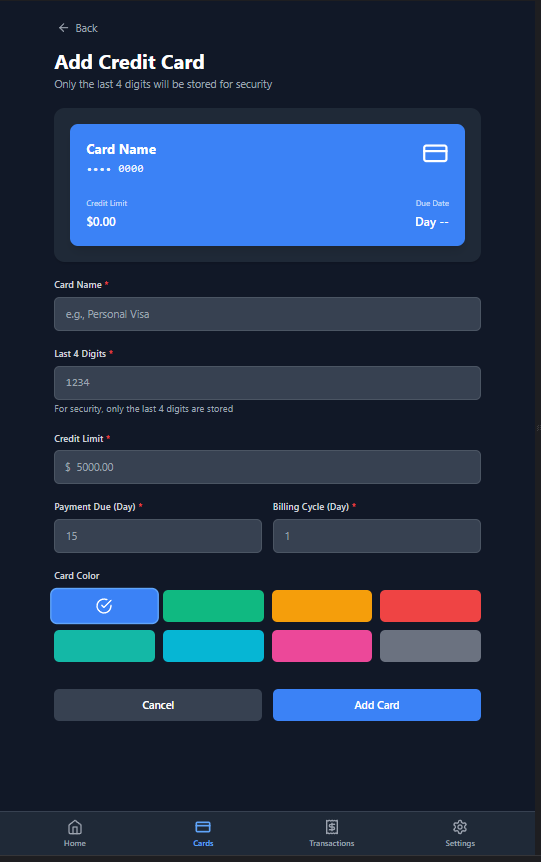 Back
Add Credit Card
Only the last 4 digits will be stored for security
Card Name
•••• 0000
Credit Limit
Due Date
$0.00
Day --
Card Name *
e.g., Personal Visa
Last 4 Digits *
1234
For security, only the last 4 digits are stored
Credit Limit *
$ 5000.00
Payment Due (Day) *
Billing Cycle (Day) *
15
1
Card Color
Cancel
Add Card
Home
Cards
Transactions
Settings